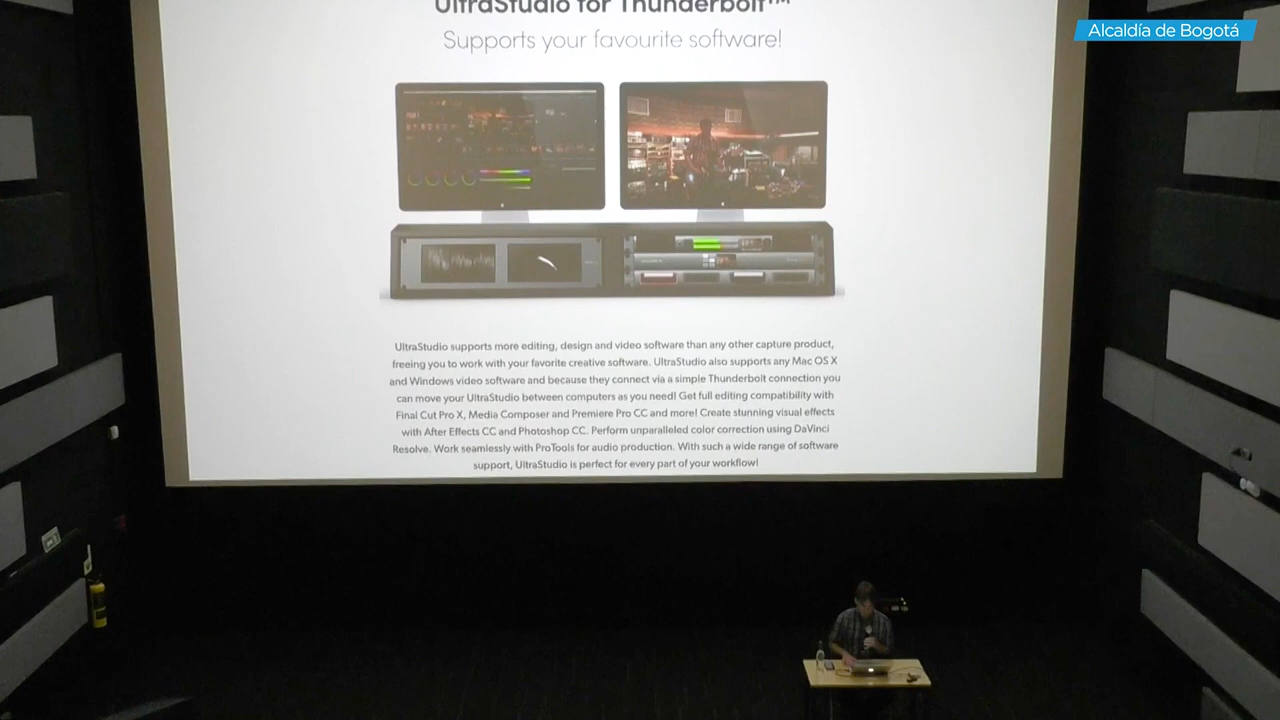 UltraStudio for Thunderbolt™
Supports your favourite software!
Alcaldía de Bogotá
UltraStudio supports more editing, design and video software than any other capture product,
freeing you to work with your favorite creative software. UltraStudio also supports any Mac OS X
and Windows video software and because they connect via a simple Thunderbolt connection you
can move your UltraStudio between computers as you need! Get full editing compatibility with
Final Cut Pro X, Media Composer and Premiere Pro CC and more! Create stunning visual effects
with After Effects CC and Photoshop CC. Perform unparalleled color correction using DaVinci
Resolve. Work seamlessly with ProTools for audio production. With such a wide range of software
support, UltraStudio is perfect for every part of your workflow!